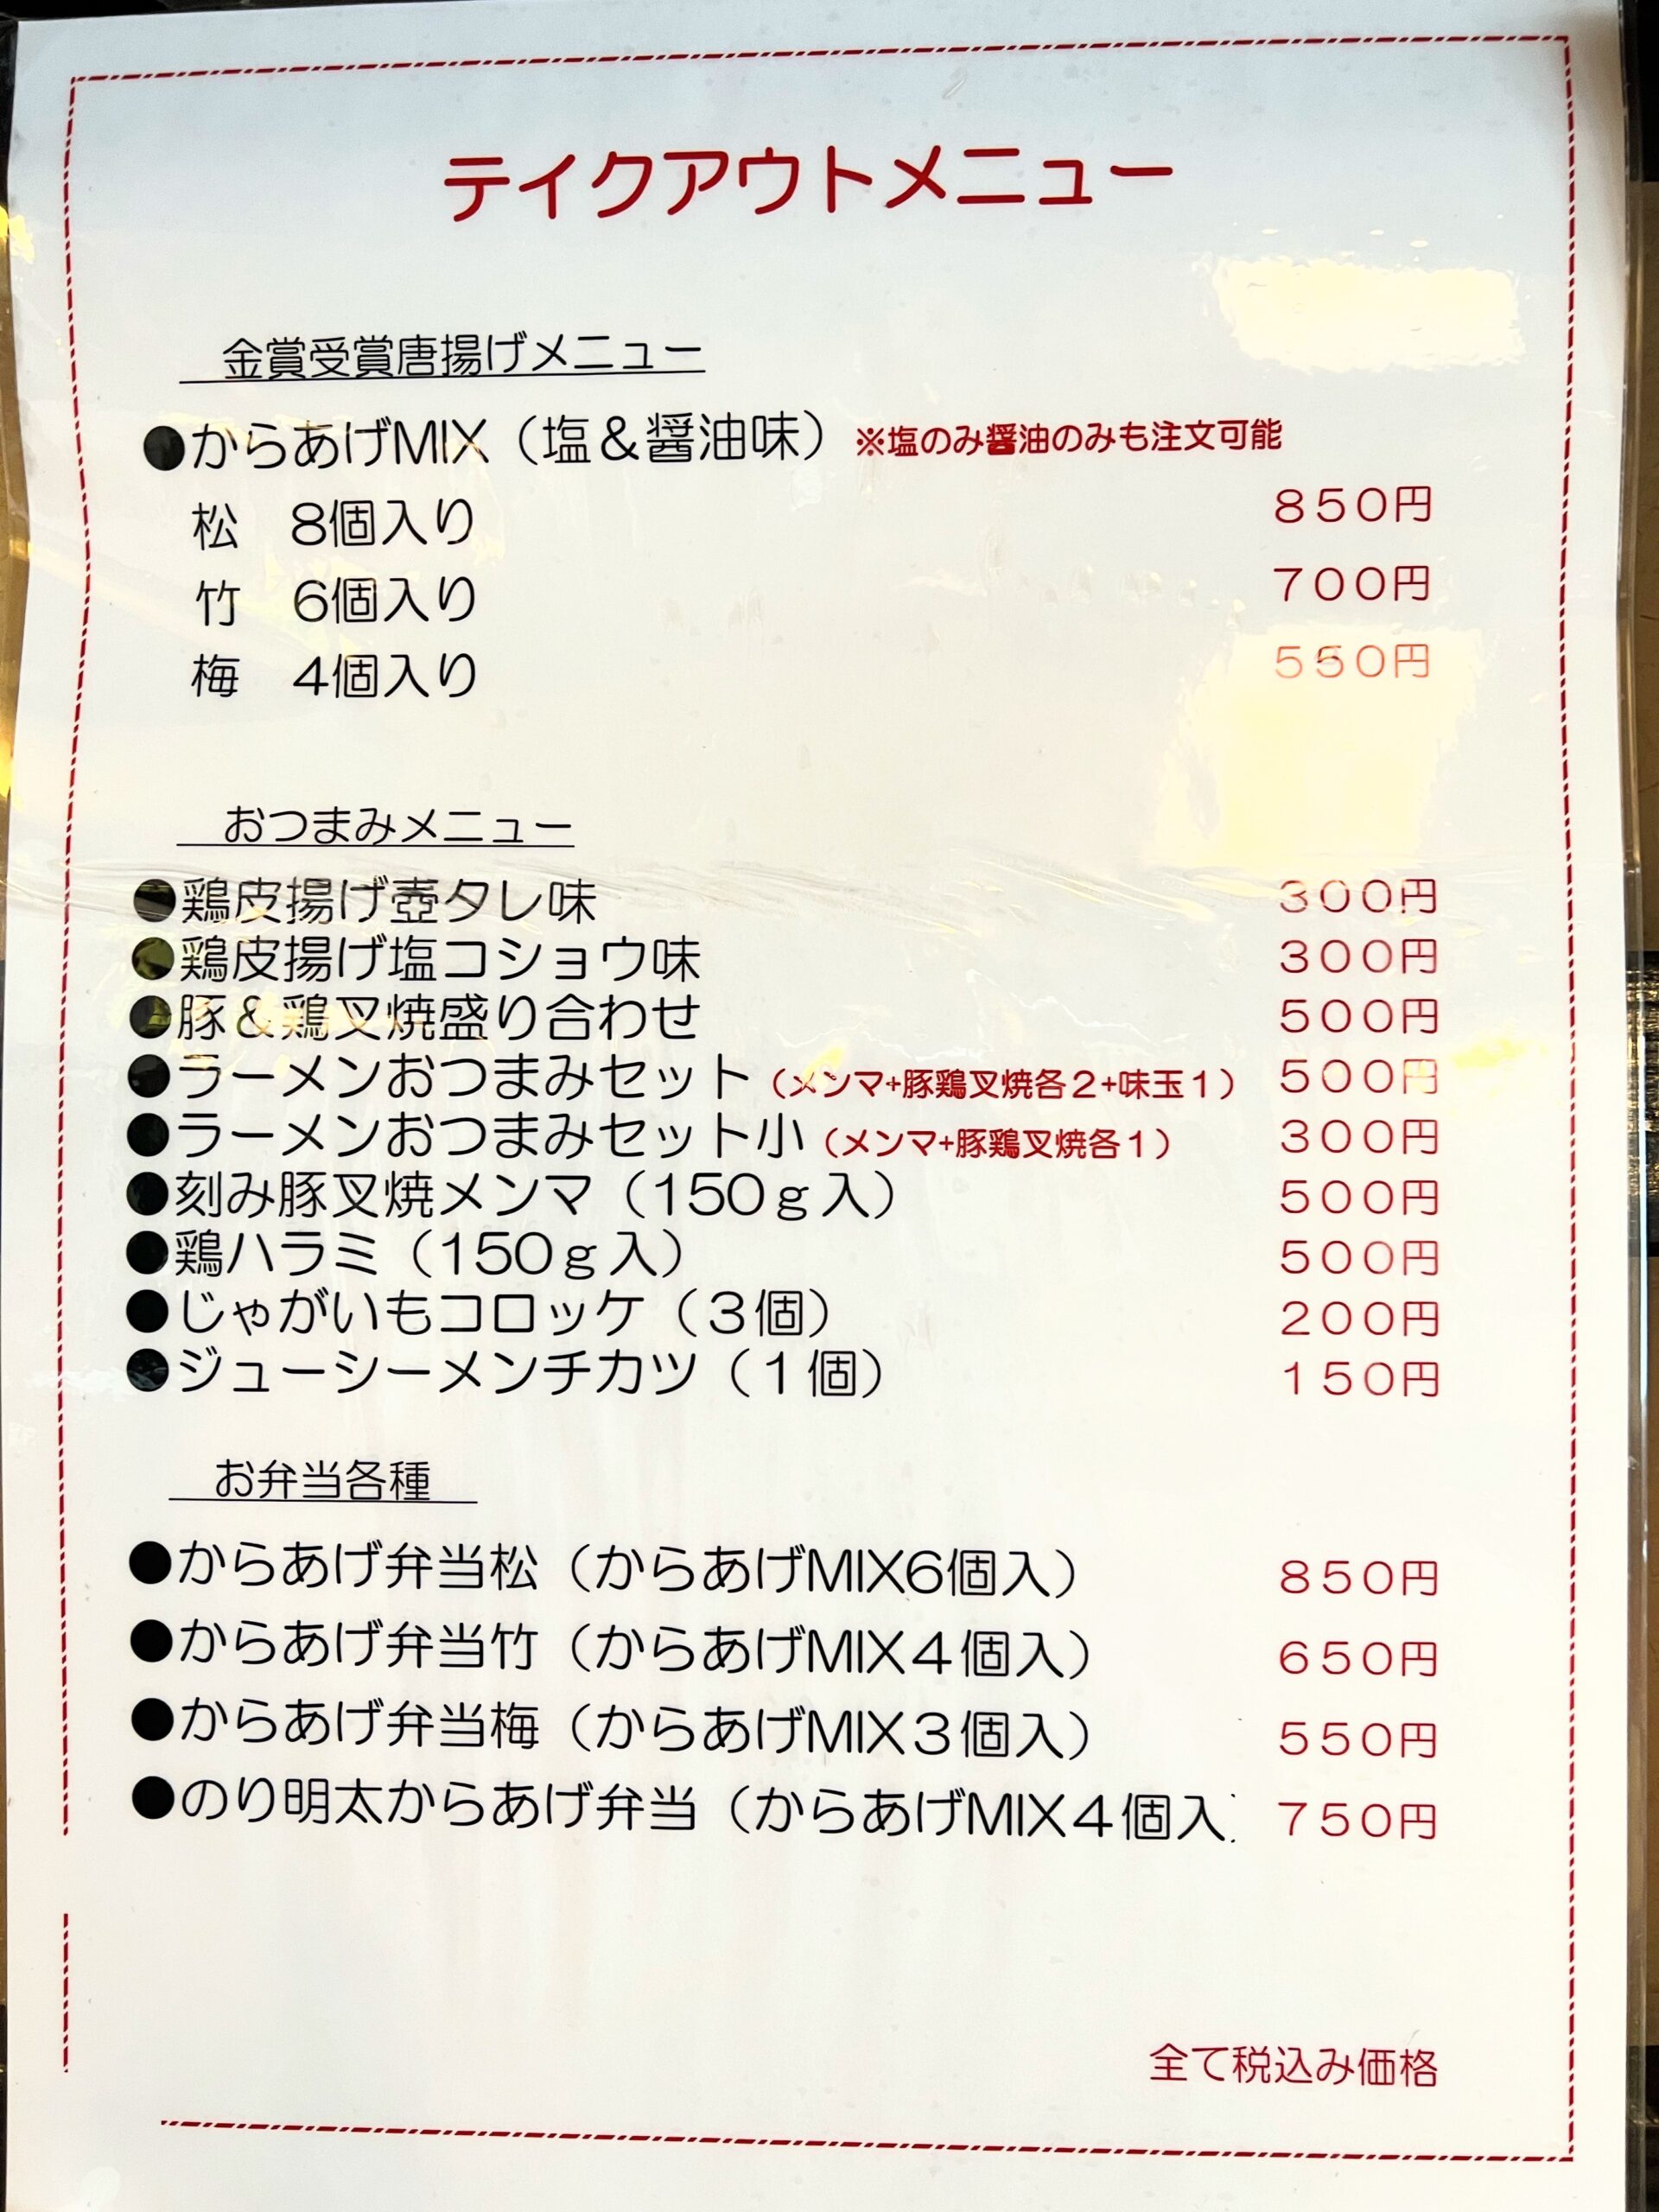 テイクアウトメニュー
金賞受賞唐揚げメニュー
●からあげMIX（塩＆醤油味）※塩のみ醤油のみも注文可能
松　8個入り　850円
竹　6個入り　700円
梅　4個入り　550円
おつまみメニュー
●鶏皮揚げ壺タレ味　300円
●鶏皮揚げ塩コショウ味　300円
●豚＆鶏叉焼盛り合わせ　500円
●ラーメンおつまみセット（メンマ+豚鶏叉焼各２+味玉１）　500円
●ラーメンおつまみセット小（メンマ+豚鶏叉焼各１）　300円
●刻み豚叉焼メンマ（150ｇ入）　500円
●鶏ハラミ（150ｇ入）　500円
●じゃがいもコロッケ（３個）　200円
●ジューシーメンチカツ（１個）　150円
お弁当各種
●からあげ弁当松（からあげMIX6個入）　850円
●からあげ弁当竹（からあげMIX４個入）　650円
●からあげ弁当梅（からあげMIX３個入）　550円
●のり明太からあげ弁当（からあげMIX４個入）　750円
全て税込み価格